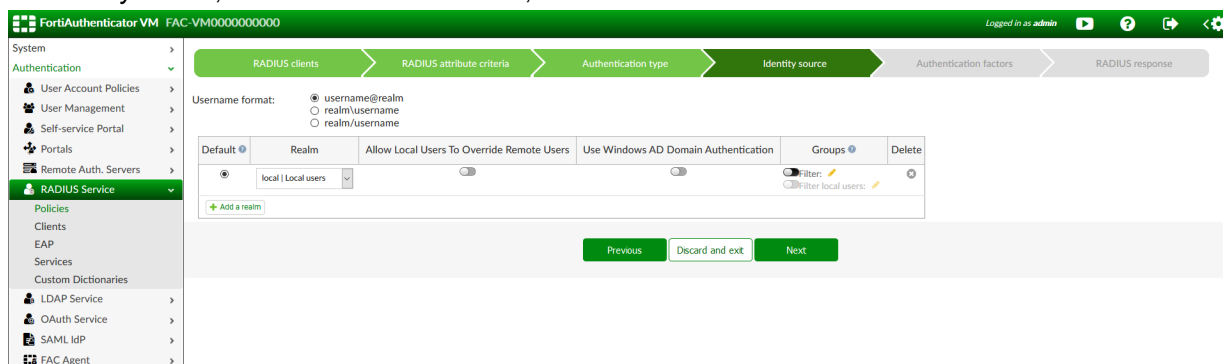 FortiAuthenticator VM FAC-VM0000000000
Logged in as admin
System
Authentication
User Account Policies
User Management
Self-service Portal
Portals
Remote Auth. Servers
RADIUS Service
Policies
Clients
EAP
Services
Custom Dictionaries
LDAP Service
OAuth Service
SAML IdP
FAC Agent
RADIUS clients
RADIUS attribute criteria
Authentication type
Identity source
Authentication factors
RADIUS response
Username format:
username@realm
realm\username
realm/username
Default Realm Allow Local Users To Override Remote Users Use Windows AD Domain Authentication Groups Delete
local | Local users
Filter:
Filter local users:
+ Add a realm
Previous Discard and exit Next